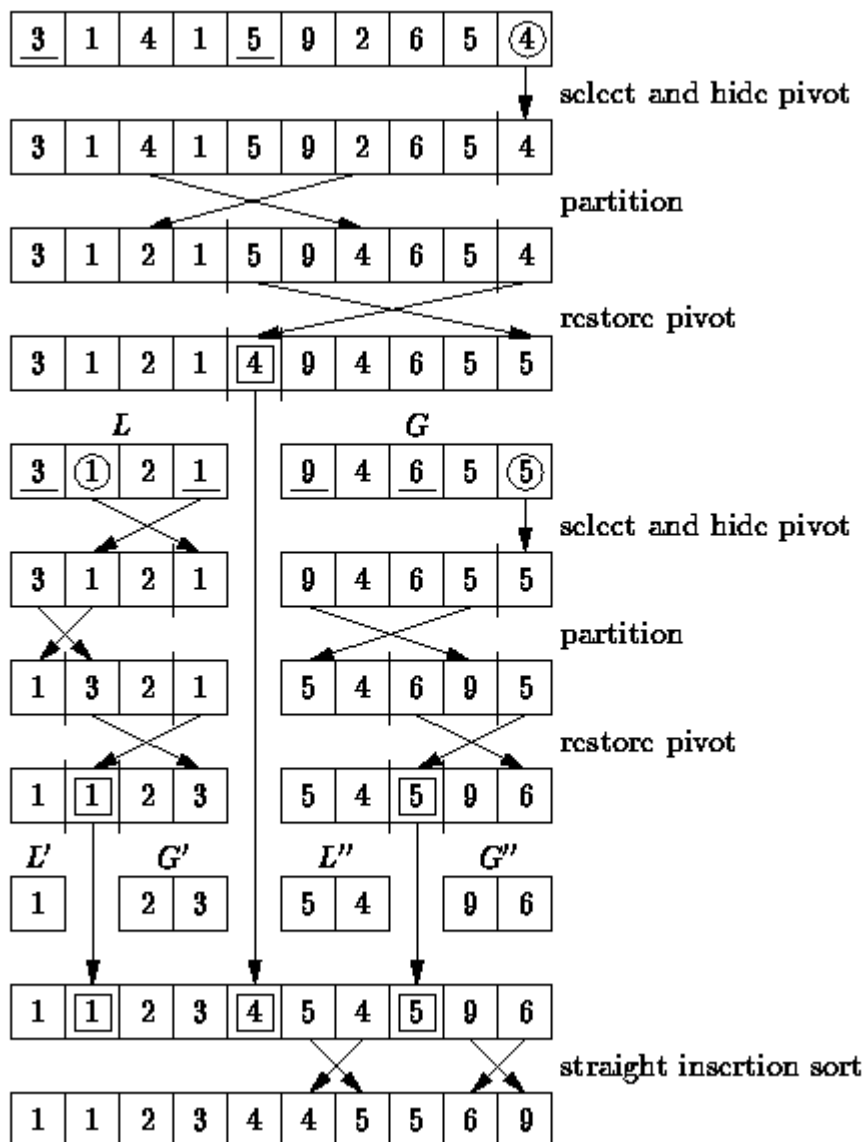 3 1 4 1 5 9 2 6 5 4
select and hide pivot
3 1 4 1 5 9 2 6 5 4
partition
3 1 2 1 5 9 4 6 5 4
restore pivot
3 1 2 1 4 9 4 6 5 5
L G
3 1 2 1 9 4 6 5 5
select and hide pivot
3 1 2 1 9 4 6 5 5
partition
1 3 2 1 5 4 6 9 5
restore pivot
1 1 2 3 5 4 5 9 6
L' G' L'' G''
1 2 3 5 4 9 6
1 1 2 3 4 5 4 5 9 6
straight insertion sort
1 1 2 3 4 4 5 5 6 9